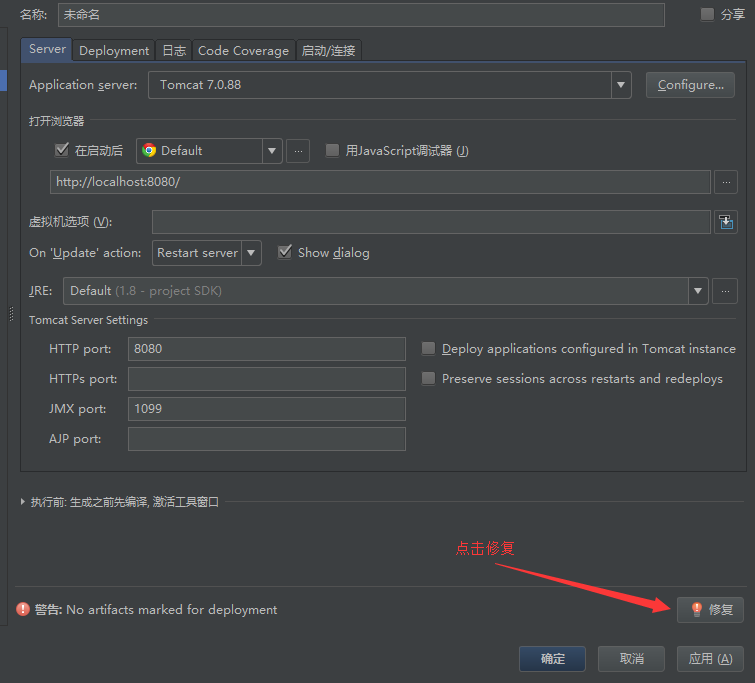 名称: 未命名 分享
Server Deployment 日志 Code Coverage 启动/连接
Application server: Tomcat 7.0.88 Configure...
打开浏览器
在启动后 Default ... 用JavaScript调试器 (J)
http://localhost:8080/ ...
虚拟机选项 (V):
On 'Update' action: Restart server Show dialog
JRE: Default (1.8 - project SDK) ...
Tomcat Server Settings
HTTP port: 8080 Deploy applications configured in Tomcat instance
HTTPs port: Preserve sessions across restarts and redeploys
JMX port: 1099
AJP port:
执行前: 生成之前先编译, 激活工具窗口
点击修复
警告: No artifacts marked for deployment 修复
确定 取消 应用 (A)